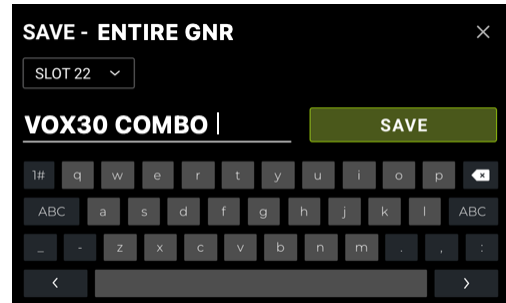 SAVE - ENTIRE GNR
SLOT 22
VOX30 COMBO
SAVE
1# q w e r t y u i o p
ABC a s d f g h j k l ABC
_ - z x c v b n m . , :